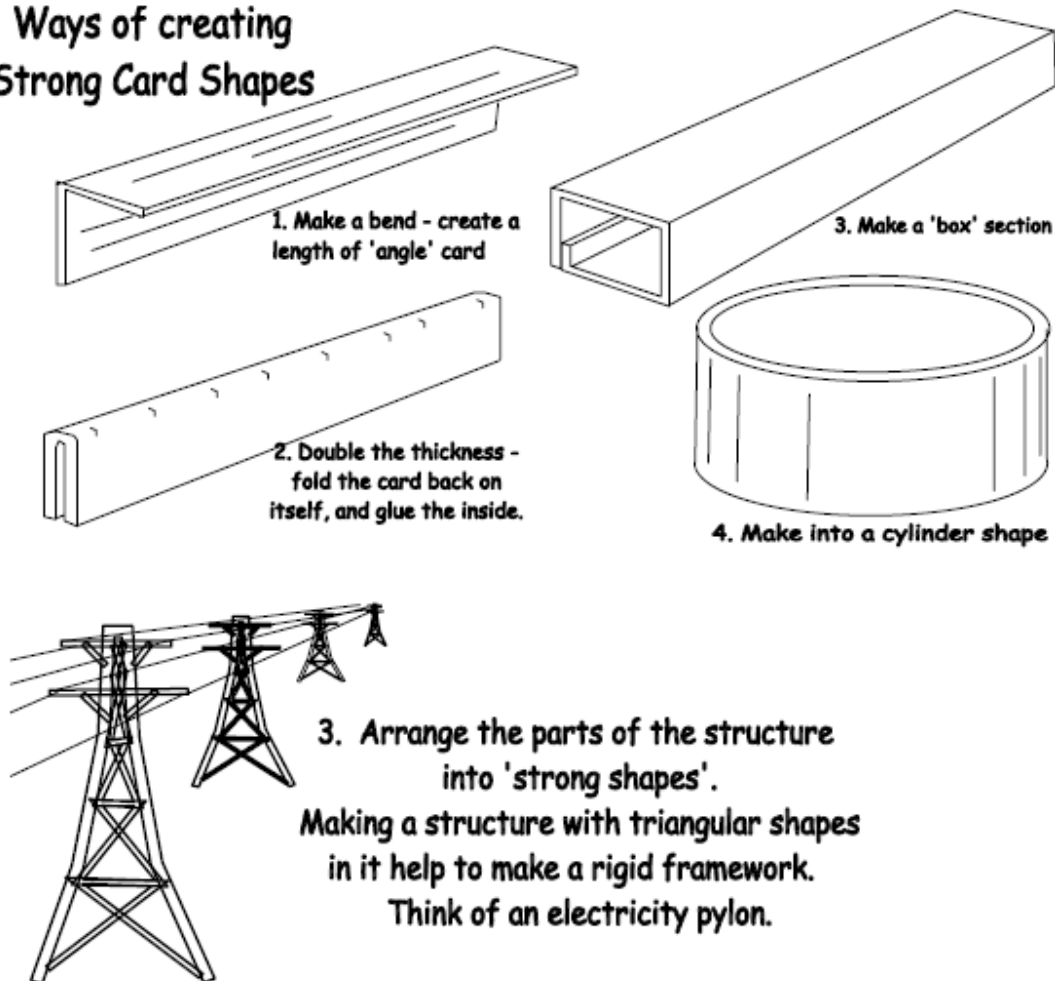 Ways of creating
Strong Card Shapes
1. Make a bend - create a
length of 'angle' card
3. Make a 'box' section
2. Double the thickness -
fold the card back on
itself, and glue the inside.
4. Make into a cylinder shape
3. Arrange the parts of the structure
into 'strong shapes'.
Making a structure with triangular shapes
in it help to make a rigid framework.
Think of an electricity pylon.